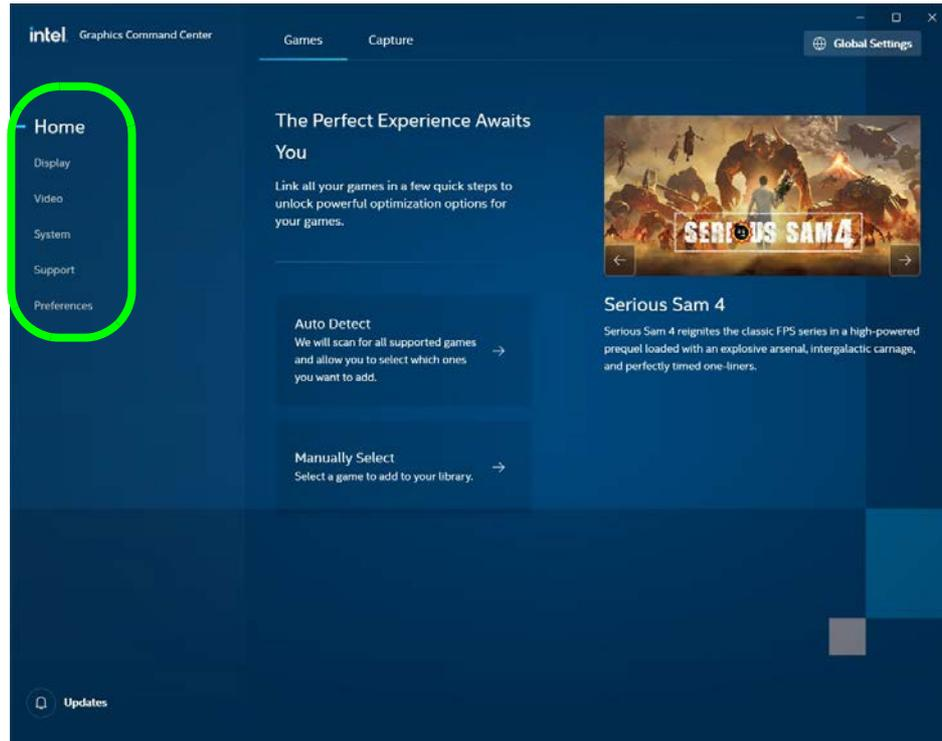 intel. Graphics Command Center
Games
Capture
Global Settings
Home
Display
Video
System
Support
Preferences
The Perfect Experience Awaits
You
Link all your games in a few quick steps to
unlock powerful optimization options for
your games.
Auto Detect
We will scan for all supported games
and allow you to select which ones
you want to add.
Manually Select
Select a game to add to your library.
SERIOUS SAM 4
Serious Sam 4
Serious Sam 4 reignites the classic FPS series in a high-powered
prequel loaded with an explosive arsenal, intergalactic carnage,
and perfectly timed one-liners.
Updates